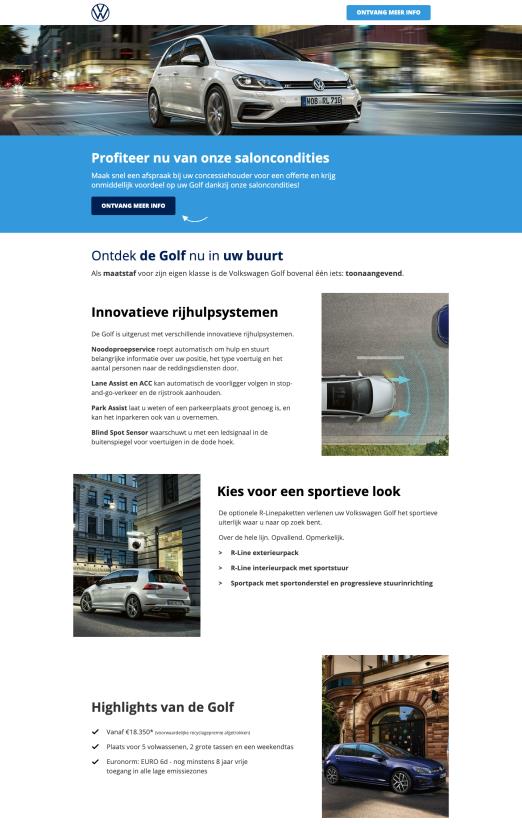 ONTVANG MEER INFO
Profiteer nu van onze saloncondities
Maak snel een afspraak bij uw concessiehouder voor een offerte en krijg
onmiddellijk voordeel op uw Golf dankzij onze saloncondities!
ONTVANG MEER INFO
Ontdek de Golf nu in uw buurt
Als maatstaf voor zijn eigen klasse is de Volkswagen Golf bovenal één iets: toonaangevend.
Innovatieve rijhulpsystemen
De Golf is uitgerust met verschillende innovatieve rijhulpsystemen.
Noodoproepservice roept automatisch om hulp en stuurt
belangrijke informatie over uw positie, het type voertuig en het
aantal personen naar de reddingsdiensten door.
Lane Assist en ACC kan automatisch de voorligger volgen in stop-
and-go-verkeer en de rijstrook aanhouden.
Park Assist laat u weten of een parkeerplaats groot genoeg is, en
kan het inparkeren ook van u overnemen.
Blind Spot Sensor waarschuwt u met een ledsignaal in de
buitenspiegel voor voertuigen in de dode hoek.
Kies voor een sportieve look
De optionele R-Linepaketten verlenen uw Volkswagen Golf het sportieve
uiterlijk waar u naar op zoek bent.
Over de hele lijn. Opvallend. Opmerkelijk.
> R-Line exterieurpack
> R-Line interieurpack met sportstuur
> Sportpack met sportonderstel en progressieve stuurinrichting
Highlights van de Golf
Vanaf €18.350* (voorwaardelijke recyclagepremie afgetrokken)
Plaats voor 5 volwassenen, 2 grote tassen en een weekendtas
Euronorm: EURO 6d - nog minstens 8 jaar vrije
toegang in alle lage emissiezones